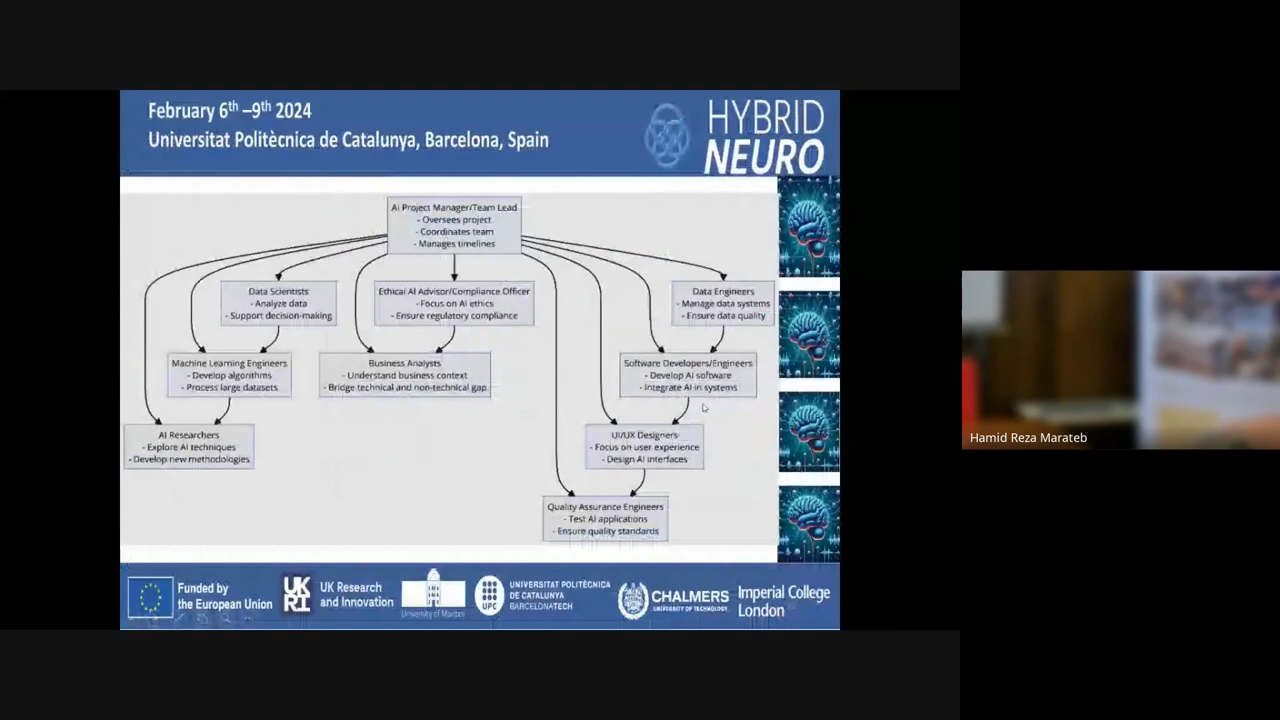 February 6th –9th 2024
Universitat Politècnica de Catalunya, Barcelona, Spain
HYBRID
NEURO
AI Project Manager/Team Lead
- Oversees project
- Coordinates team
- Manages timelines
Data Scientists
- Analyze data
- Support decision-making
Ethical AI Advisor/Compliance Officer
- Focus on AI ethics
- Ensure regulatory compliance
Data Engineers
- Manage data systems
- Ensure data quality
Machine Learning Engineers
- Develop algorithms
- Process large datasets
Business Analysts
- Understand business context
- Bridge technical and non-technical gap
Software Developers/Engineers
- Develop AI software
- Integrate AI in systems
AI Researchers
- Explore AI techniques
- Develop new methodologies
UI/UX Designers
- Focus on user experience
- Design AI interfaces
Quality Assurance Engineers
- Test AI applications
- Ensure quality standards
Hamid Reza Marateb
Funded by
the European Union
UK
RI
UK Research
and Innovation
University of Maribor
UPC
UNIVERSITAT POLITÈCNICA
DE CATALUNYA
BARCELONATECH
CHALMERS
UNIVERSITY OF TECHNOLOGY
Imperial College
London